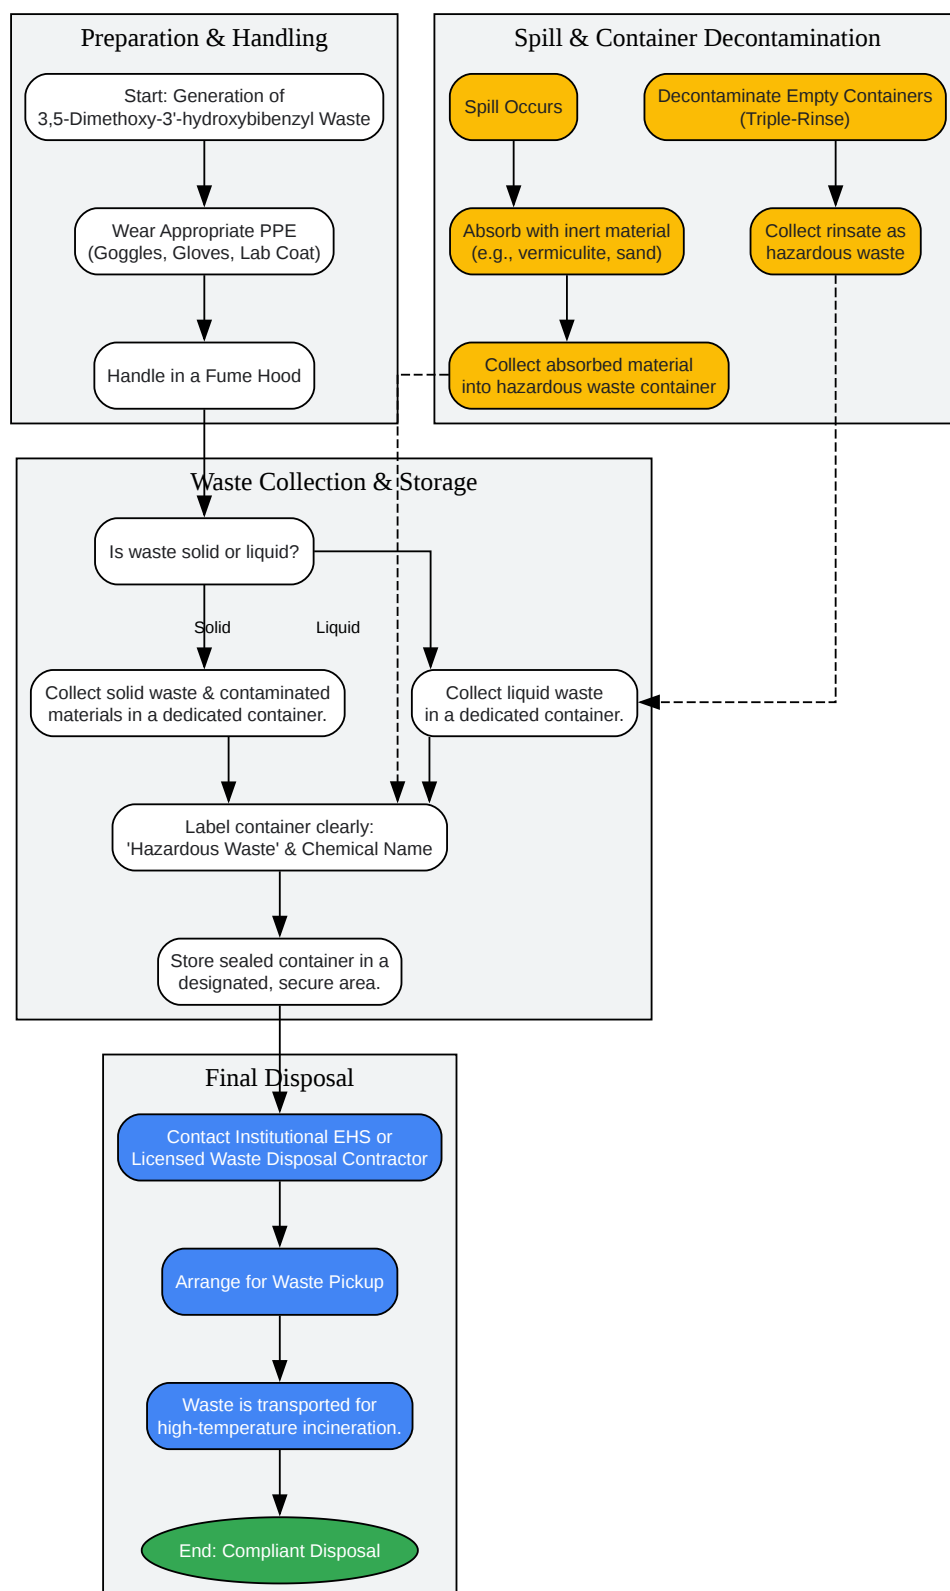 Preparation & Handling
Start: Generation of
3,5-Dimethoxy-3'-hydroxybibenzyl Waste
Wear Appropriate PPE
(Goggles, Gloves, Lab Coat)
Handle in a Fume Hood
Spill & Container Decontamination
Spill Occurs
Decontaminate Empty Containers
(Triple-Rinse)
Absorb with inert material
(e.g., vermiculite, sand)
Collect rinsate as
hazardous waste
Collect absorbed material
into hazardous waste container
Waste Collection & Storage
Is waste solid or liquid?
Solid
Liquid
Collect solid waste & contaminated
materials in a dedicated container.
Collect liquid waste
in a dedicated container.
Label container clearly:
'Hazardous Waste' & Chemical Name
Store sealed container in a
designated, secure area.
Final Disposal
Contact Institutional EHS or
Licensed Waste Disposal Contractor
Arrange for Waste Pickup
Waste is transported for
high-temperature incineration.
End: Compliant Disposal